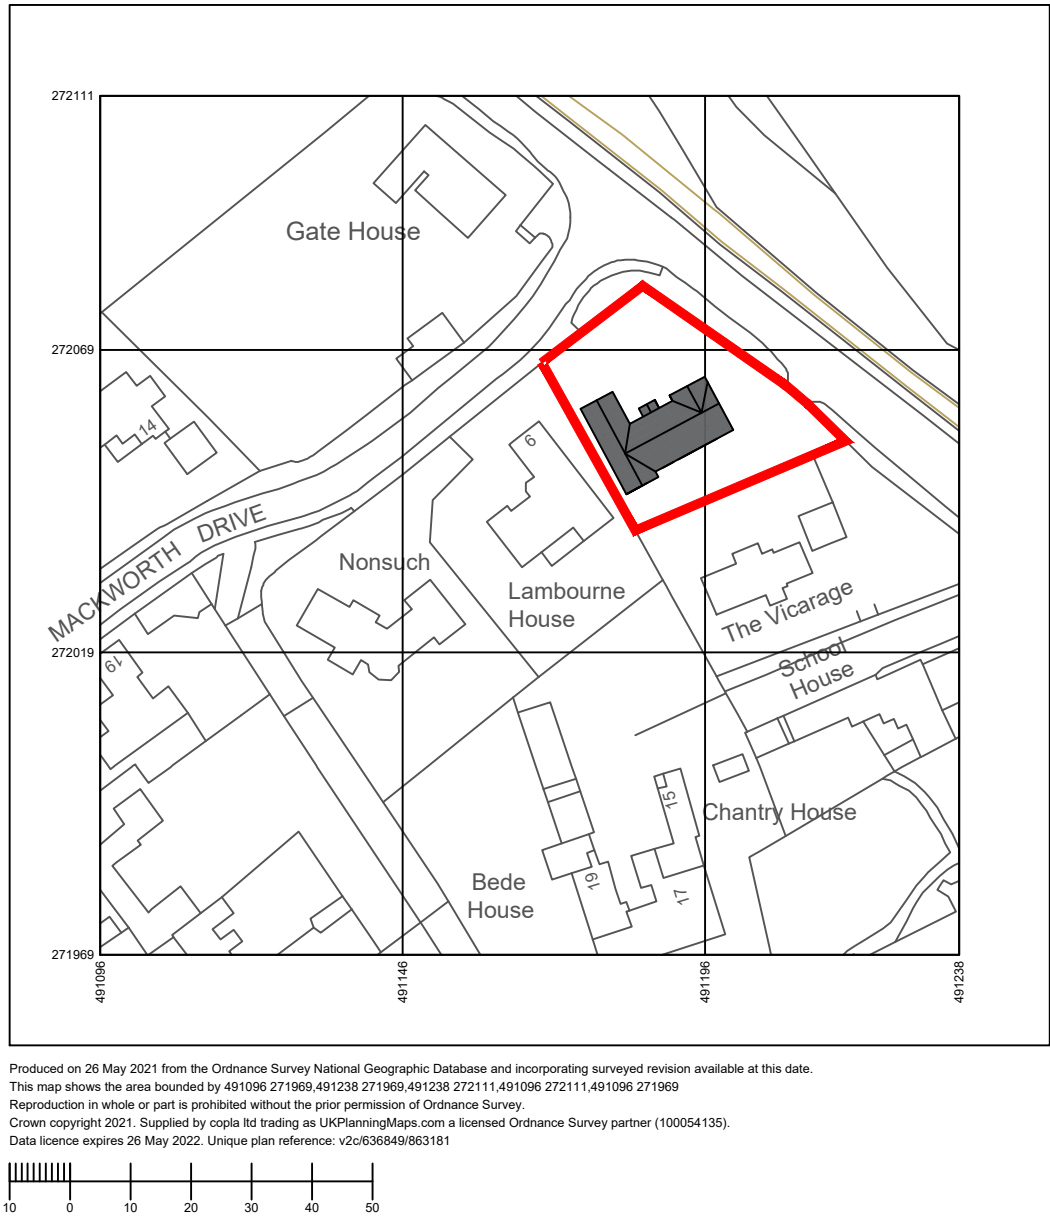 272111
Gate House
272069
14
6
MACKWORTH DRIVE
Nonsuch
Lambourne
House
The Vicarage
19
272019
School
House
15
Chantry House
Bede
House
19
17
271969
491096
491146
491196
491238
Produced on 26 May 2021 from the Ordnance Survey National Geographic Database and incorporating surveyed revision available at this date.
This map shows the area bounded by 491096 271969,491238 271969,491238 272111,491096 272111,491096 271969
Reproduction in whole or part is prohibited without the prior permission of Ordnance Survey.
Crown copyright 2021. Supplied by copla ltd trading as UKPlanningMaps.com a licensed Ordnance Survey partner (100054135).
Data licence expires 26 May 2022. Unique plan reference: v2c/636849/863181
10 0 10 20 30 40 50